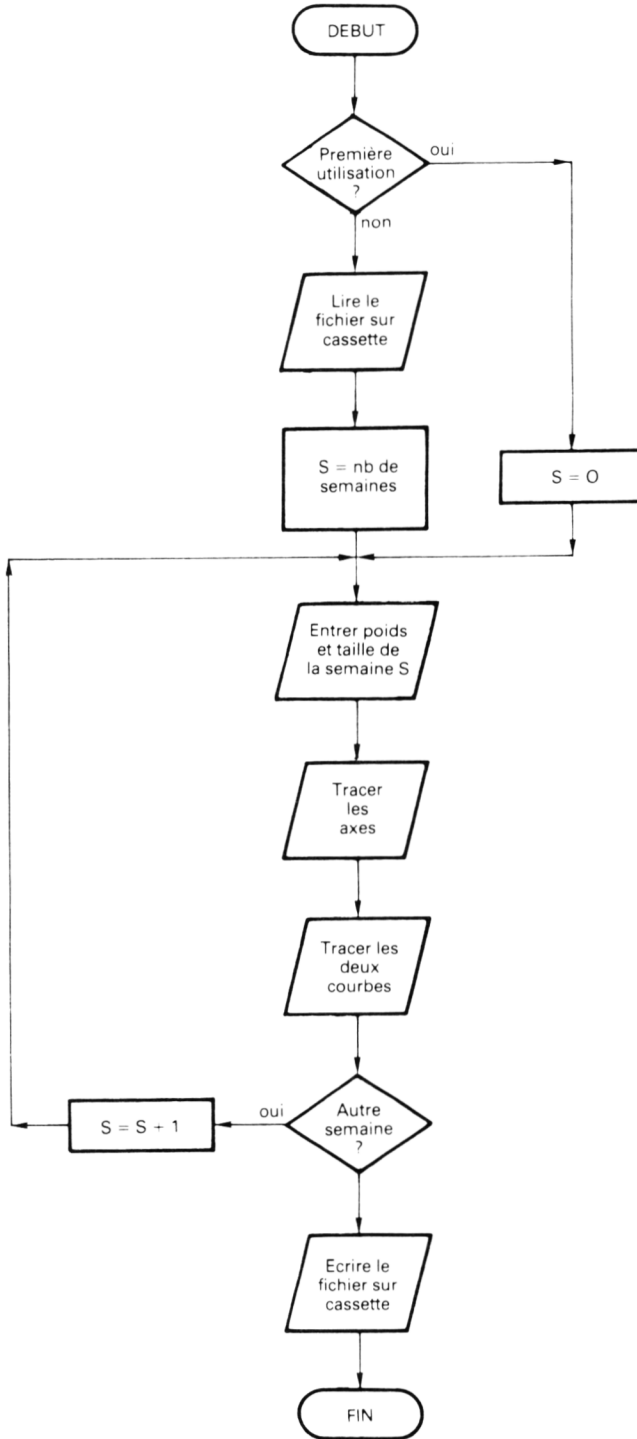 DEBUT
Première
utilisation
?
oui
non
Lire le
fichier sur
cassette
S = nb de
semaines
S = O
Entrer poids
et taille de
la semaine S
Tracer
les
axes
Tracer les
deux
courbes
Autre
semaine
?
oui
S = S + 1
Ecrire le
fichier sur
cassette
FIN